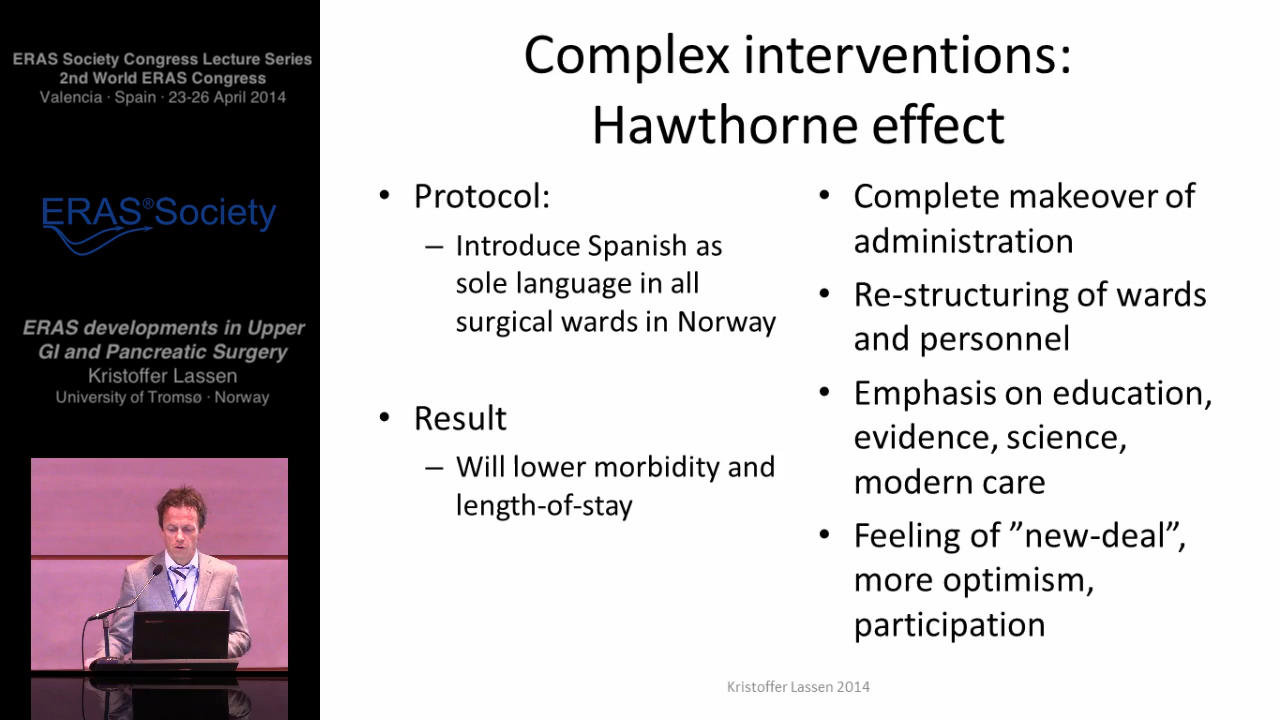 ERAS Society Congress Lecture Series
2nd World ERAS Congress
Valencia · Spain · 23-26 April 2014
ERAS®Society
ERAS developments in Upper
GI and Pancreatic Surgery
Kristoffer Lassen
University of Tromsø · Norway
Complex interventions:
Hawthorne effect
• Protocol:
– Introduce Spanish as
sole language in all
surgical wards in Norway
• Result
– Will lower morbidity and
length-of-stay
• Complete makeover of
administration
• Re-structuring of wards
and personnel
• Emphasis on education,
evidence, science,
modern care
• Feeling of ”new-deal”,
more optimism,
participation
Kristoffer Lassen 2014